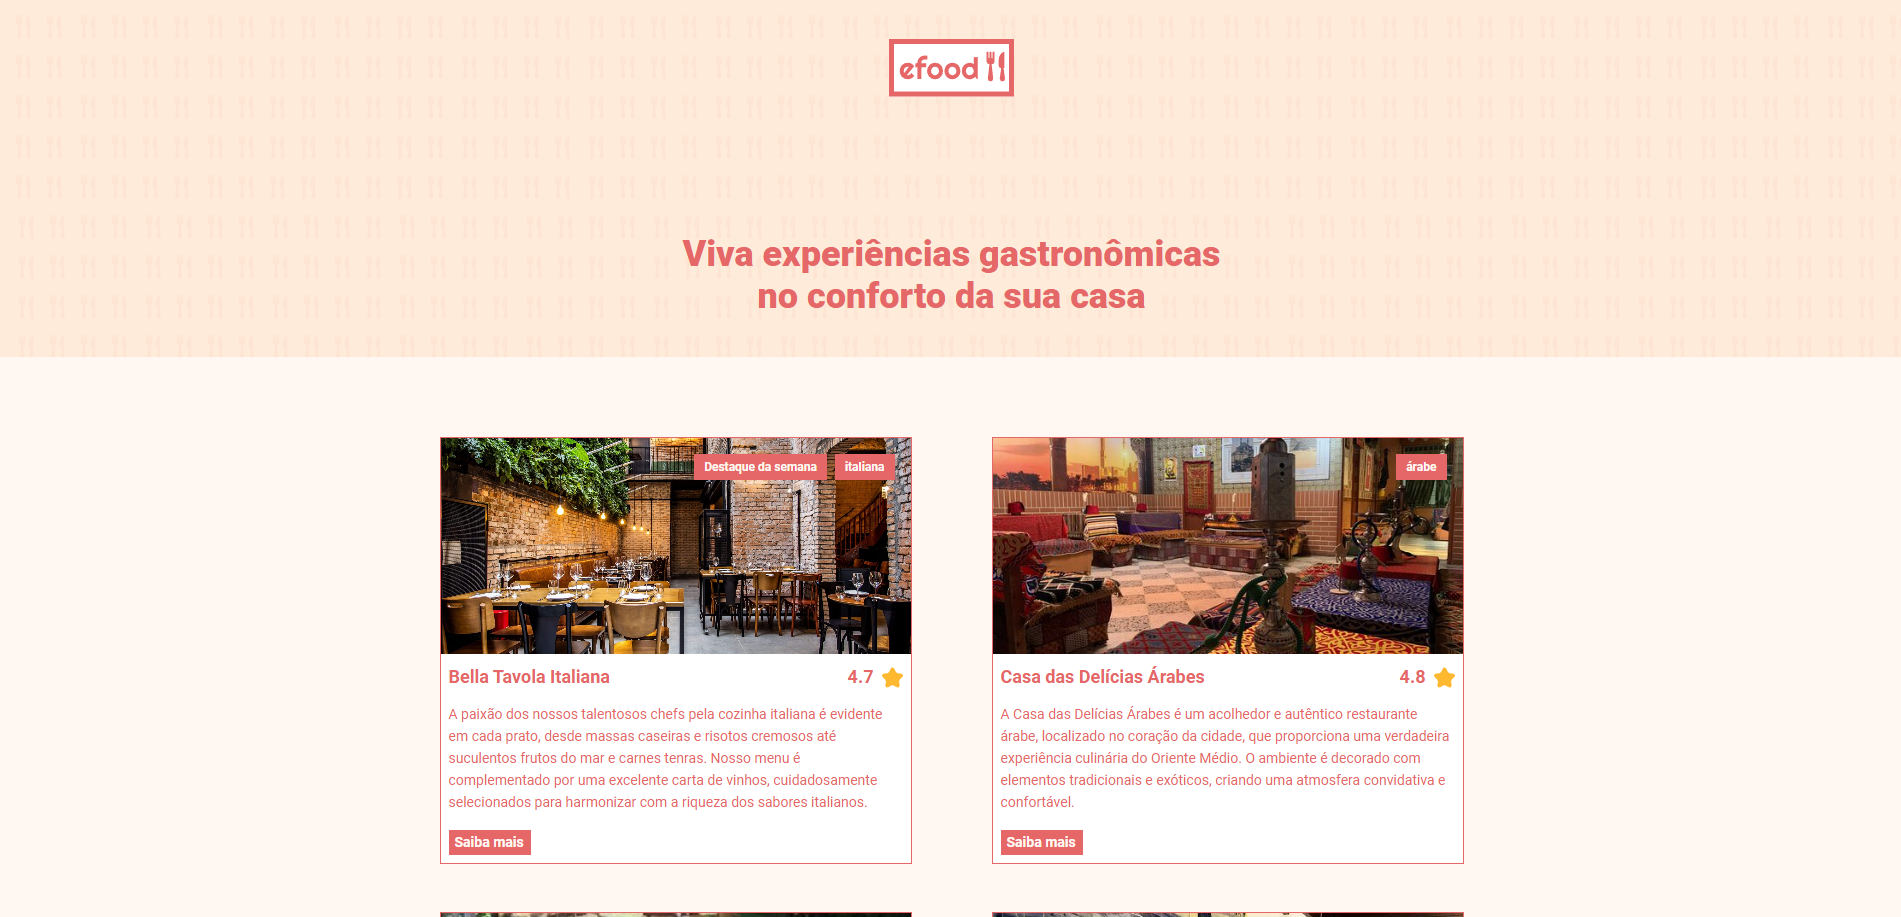 efood
Viva experiências gastronômicas
no conforto da sua casa
Destaque da semana
italiana
Bella Tavola Italiana
4.7
A paixão dos nossos talentosos chefs pela cozinha italiana é evidente
em cada prato, desde massas caseiras e risotos cremosos até
suculentos frutos do mar e carnes tenras. Nosso menu é
complementado por uma excelente carta de vinhos, cuidadosamente
selecionados para harmonizar com a riqueza dos sabores italianos.
Saiba mais
árabe
Casa das Delícias Árabes
4.8
A Casa das Delícias Árabes é um acolhedor e autêntico restaurante
árabe, localizado no coração da cidade, que proporciona uma verdadeira
experiência culinária do Oriente Médio. O ambiente é decorado com
elementos tradicionais e exóticos, criando uma atmosfera convidativa e
confortável.
Saiba mais